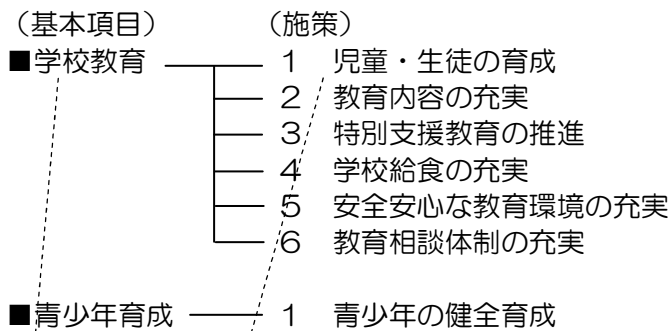 （基本項目） （施策）
■学校教育 １ 児童・生徒の育成
２ 教育内容の充実
３ 特別支援教育の推進
４ 学校給食の充実
５ 安全安心な教育環境の充実
６ 教育相談体制の充実
■青少年育成 １ 青少年の健全育成